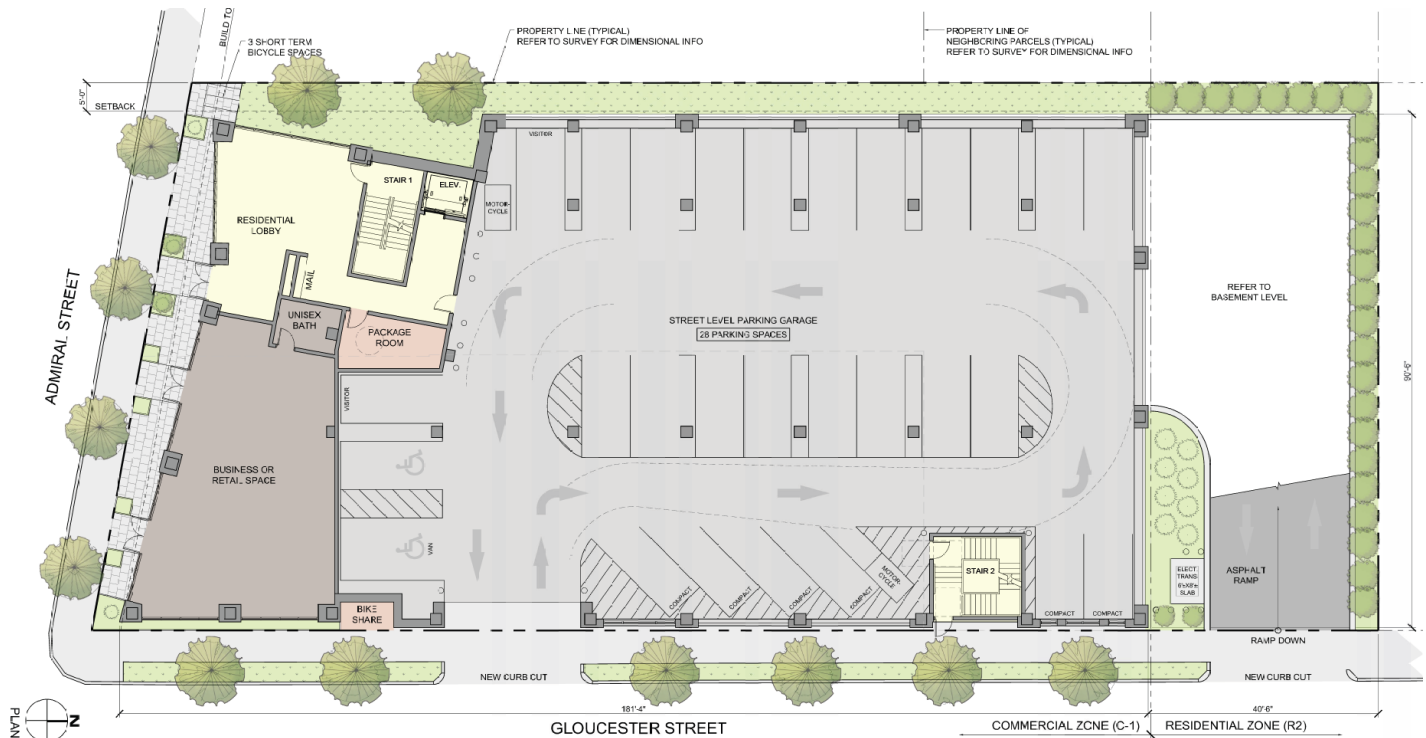 BUILD TO
3 SHORT TERM
BICYCLE SPACES
PROPERTY LINE (TYPICAL)
REFER TO SURVEY FOR DIMENSIONAL INFO
PROPERTY LINE OF
NEIGHBORING PARCELS (TYPICAL)
REFER TO SURVEY FOR DIMENSIONAL INFO
5'-0"
SETBACK
VISITOR
STAIR 1
ELEV.
MOTOR-
CYCLE
RESIDENTIAL
LOBBY
MAIL
UNISEX
BATH
PACKAGE
ROOM
STREET LEVEL PARKING GARAGE
28 PARKING SPACES
REFER TO
BASEMENT LEVEL
ADMIRAL STREET
VISITOR
BUSINESS OR
RETAIL SPACE
VAN
MOTOR-
CYCLE
STAIR 2
ELECT
TRANS
6'±X8'±
SLAB
ASPHALT
RAMP
BIKE
SHARE
COMPACT
COMPACT
COMPACT
COMPACT
COMPACT
COMPACT
RAMP DOWN
NEW CURB CUT
NEW CURB CUT
181'-4"
40'-6"
GLOUCESTER STREET
COMMERCIAL ZONE (C-1)
RESIDENTIAL ZONE (R2)
PLAN
N